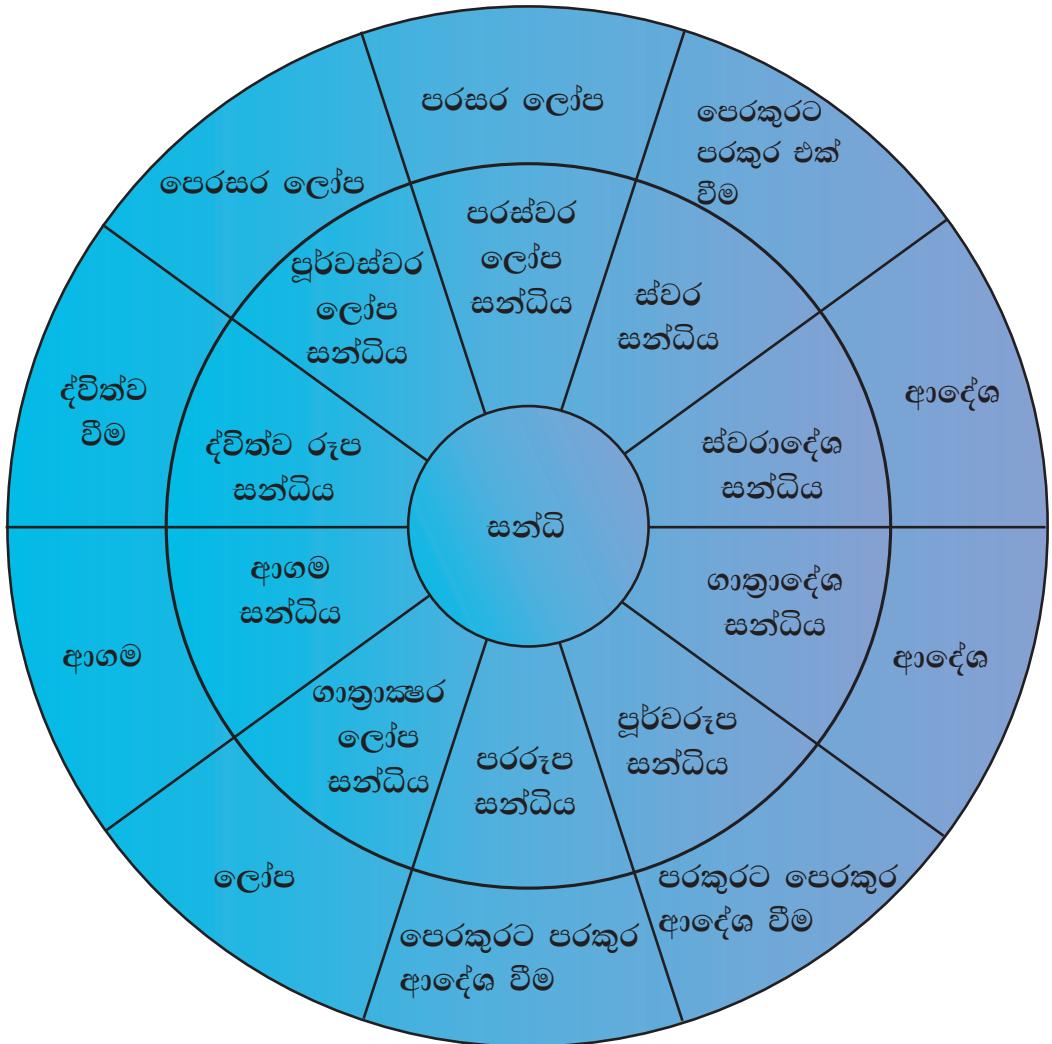 පරසර ලෝප
පෙරකුරට
පරකුර එක්
වීම
ආදේශ
ආදේශ
පරකුරට පෙරකුර
ආදේශ වීම
පෙරකුරට පරකුර
ආදේශ වීම
ලෝප
ආගම
ද්විත්ව
වීම
පෙරසර ලෝප
පරස්වර
ලෝප
සන්ධිය
ස්වර
සන්ධිය
ස්වරාදේශ
සන්ධිය
ගාත්‍රාදේශ
සන්ධිය
පූර්වරූප
සන්ධිය
පරරූප
සන්ධිය
ගාත්‍රාක්‍ෂර
ලෝප
සන්ධිය
ආගම
සන්ධිය
ද්විත්ව රූප
සන්ධිය
පූර්වස්වර
ලෝප
සන්ධිය
සන්ධි